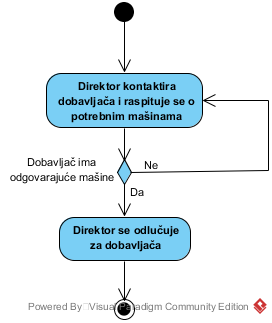 Direktor kontaktira
dobavljača i raspituje se o
potrebnim mašinama
Dobavljač ima
odgovarajuće mašine
Ne
Da
Direktor se odlučuje
za dobavljača
Powered By Visual Paradigm Community Edition